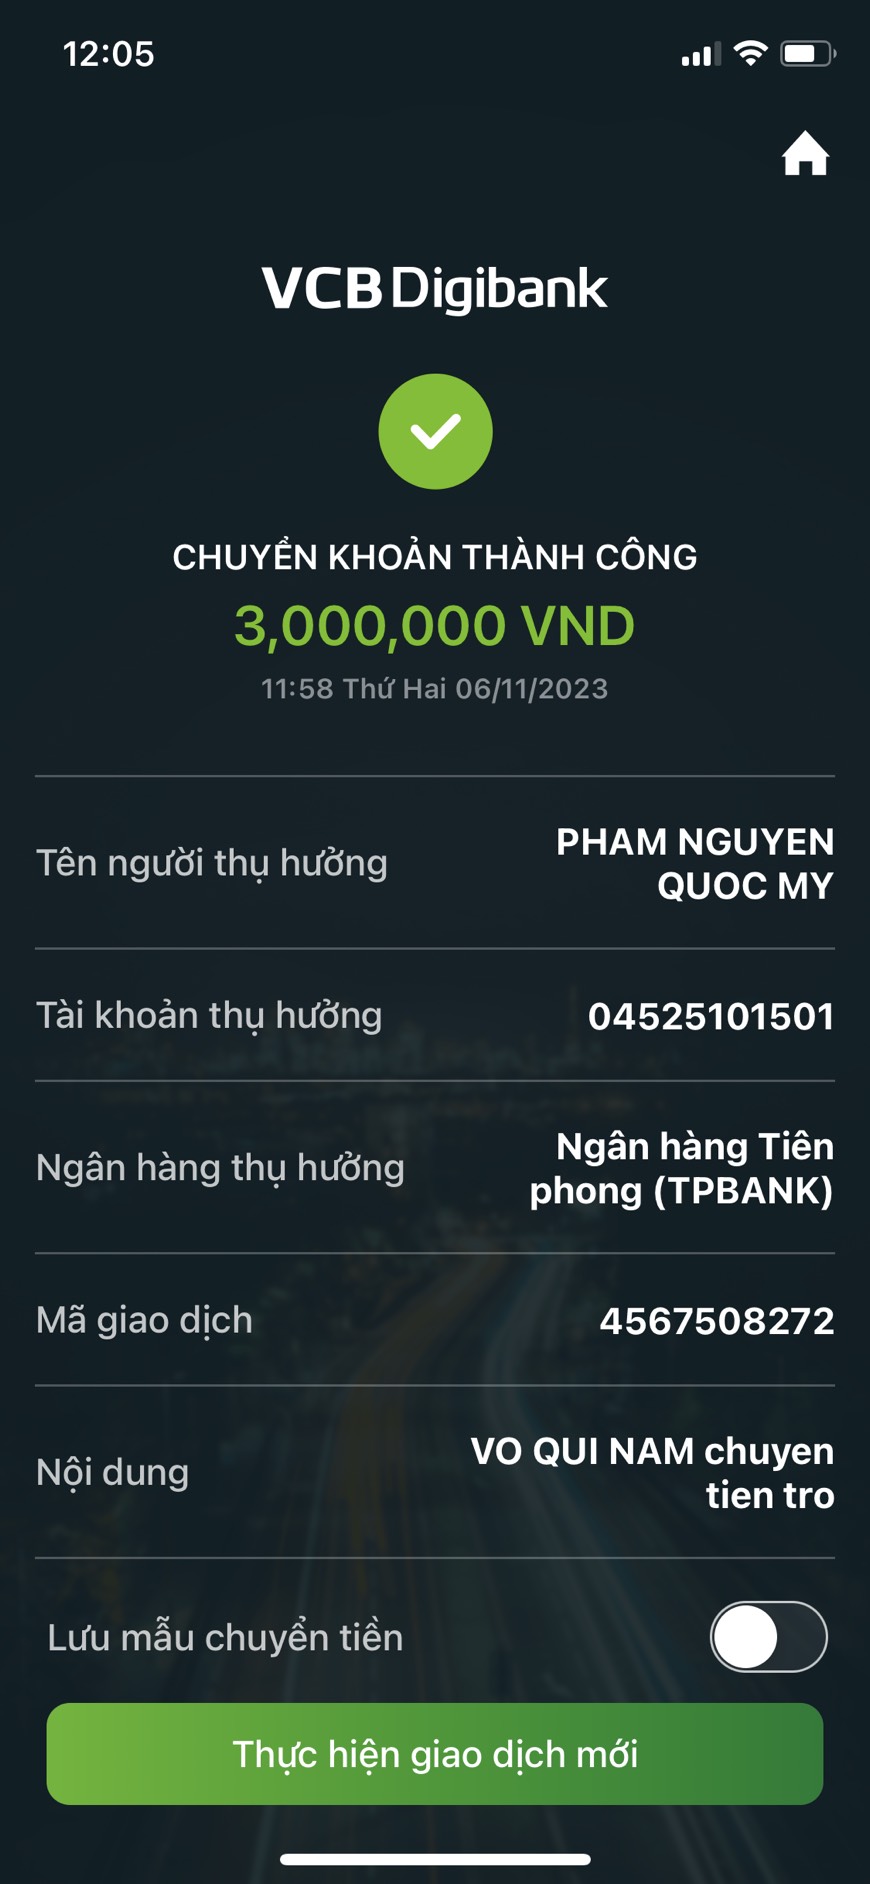 12:05
VCB Digibank
CHUYỂN KHOẢN THÀNH CÔNG
3,000,000 VND
11:58 Thứ Hai 06/11/2023
Tên người thụ hưởng
PHAM NGUYEN
QUOC MY
Tài khoản thụ hưởng
04525101501
Ngân hàng thụ hưởng
Ngân hàng Tiên
phong (TPBANK)
Mã giao dịch
4567508272
Nội dung
VO QUI NAM chuyen
tien tro
Lưu mẫu chuyển tiền
Thực hiện giao dịch mới